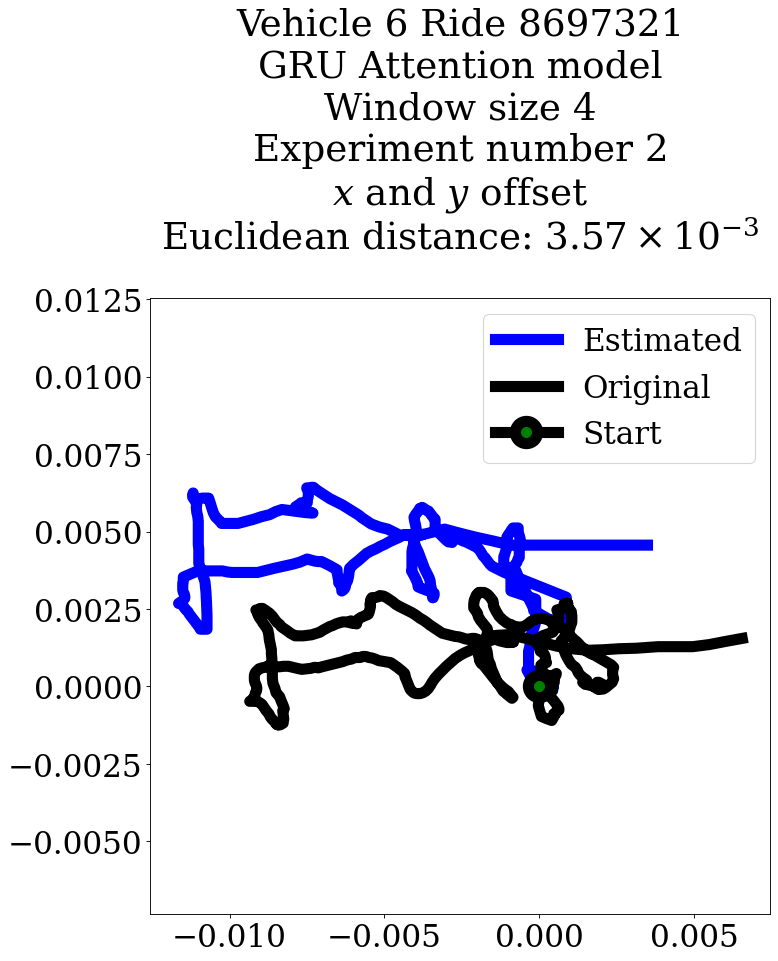 Vehicle 6 Ride 8697321
GRU Attention model
Window size 4
Experiment number 2
x and y offset
Euclidean distance: 3.57 × 10⁻³
0.0125
0.0100
0.0075
0.0050
0.0025
0.0000
−0.0025
−0.0050
Estimated
Original
Start
−0.010
−0.005
0.000
0.005